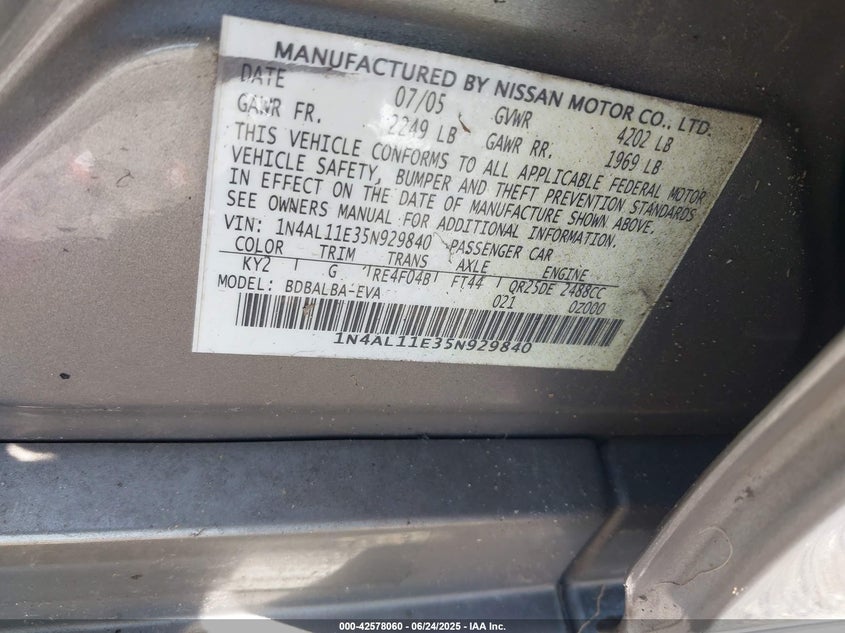 MANUFACTURED BY NISSAN MOTOR CO., LTD.
DATE 07/05 GVWR 4202 LB
GAWR FR. 2249 LB GAWR RR. 1969 LB
THIS VEHICLE CONFORMS TO ALL APPLICABLE FEDERAL MOTOR
VEHICLE SAFETY, BUMPER AND THEFT PREVENTION STANDARDS
IN EFFECT ON THE DATE OF MANUFACTURE SHOWN ABOVE.
SEE OWNERS MANUAL FOR ADDITIONAL INFORMATION.
VIN: 1N4AL11E35N929840 PASSENGER CAR
COLOR TRIM TRANS AXLE ENGINE
KY2 G RE4F04B FT44 QR25DE 2488CC
MODEL: BDBALBA-EVA 021 0Z000
1N4AL11E35N929840
000-42578060 - 06/24/2025 - IAA Inc.